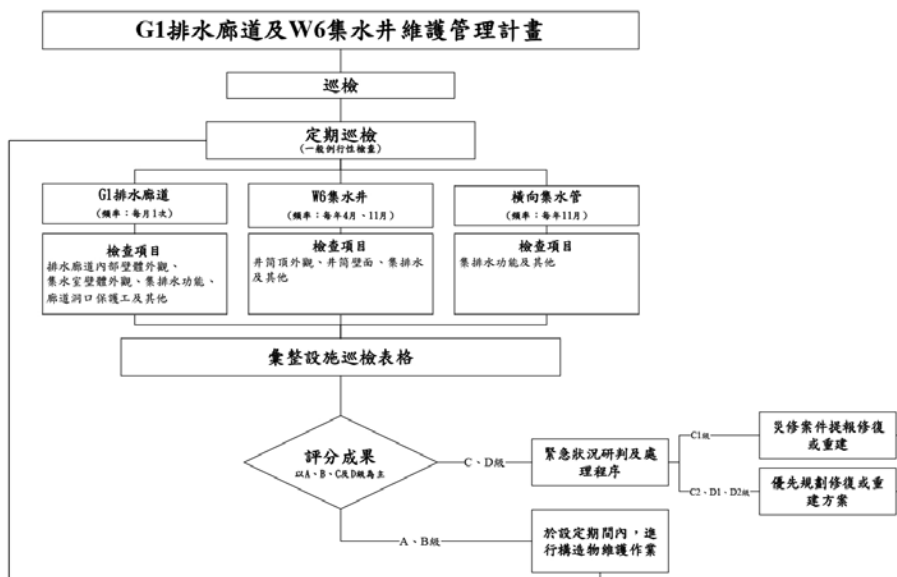 G1排水廊道及W6集水井維護管理計畫
巡檢
定期巡檢
(一般例行性檢查)
G1排水廊道
(頻率：每月1次)
W6集水井
(頻率：每年4月、11月)
橫向集水管
(頻率：每年11月)
檢查項目
排水廊道內部壁體外觀、
集水室壁體外觀、集排水功能、
廊道洞口保護工及其他
檢查項目
井筒頂外觀、井筒壁面、集排水
及其他
檢查項目
集排水功能及其他
彙整設施巡檢表格
評分成果
以A、B、C及D級為主
C、D級
緊急狀況研判及處
理程序
C1級
災修案件提報修復
或重建
C2、D1、D2級
優先規劃修復或重
建方案
A、B級
於設定期間內，進
行構造物維護作業